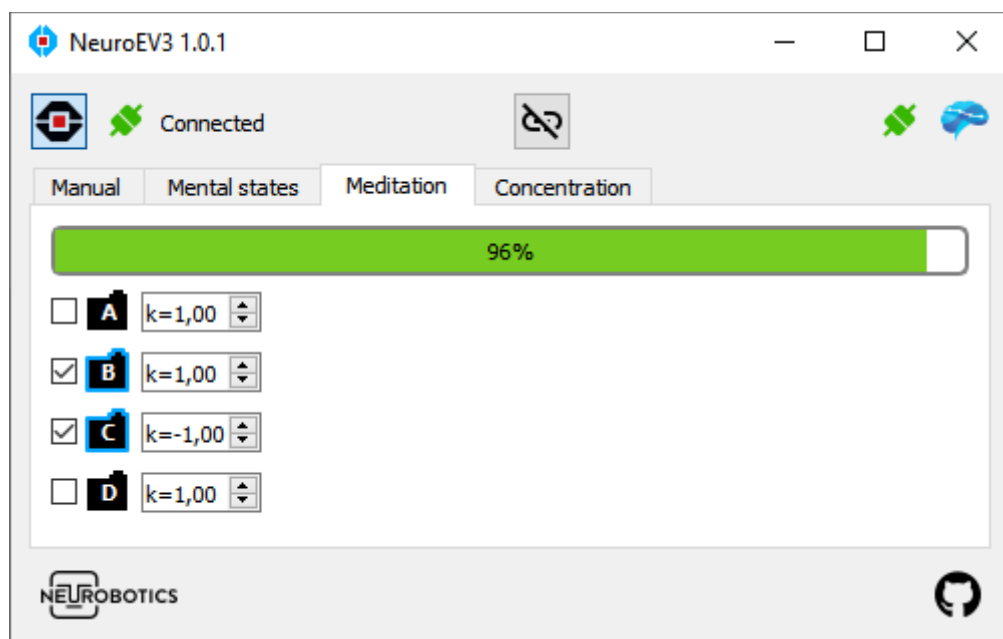 NeuroEV3 1.0.1
Connected
Manual Mental states Meditation Concentration
96%
A k=1,00
B k=1,00
C k=-1,00
D k=1,00
NEUROBOTICS